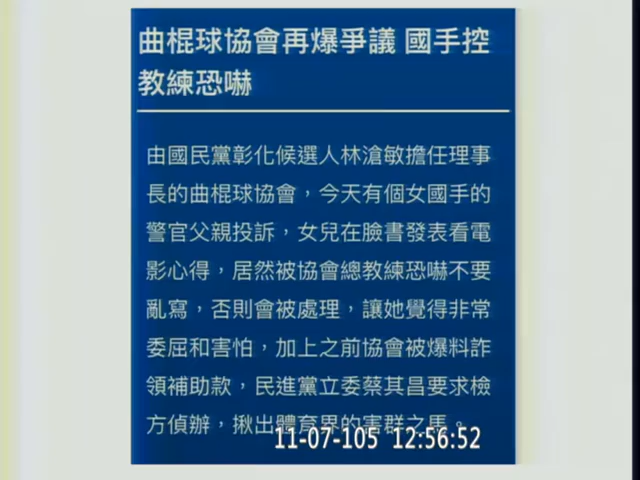 曲棍球協會再爆爭議 國手控
教練恐嚇
由國民黨彰化候選人林滄敏擔任理事
長的曲棍球協會，今天有個女國手的
警官父親投訴，女兒在臉書發表看電
影心得，居然被協會總教練恐嚇不要
亂寫，否則會被處理，讓她覺得非常
委屈和害怕，加上之前協會被爆料詐
領補助款，民進黨立委蔡其昌要求檢
方偵辦，揪出體育界的害群之馬。
11-07-105 12:56:52